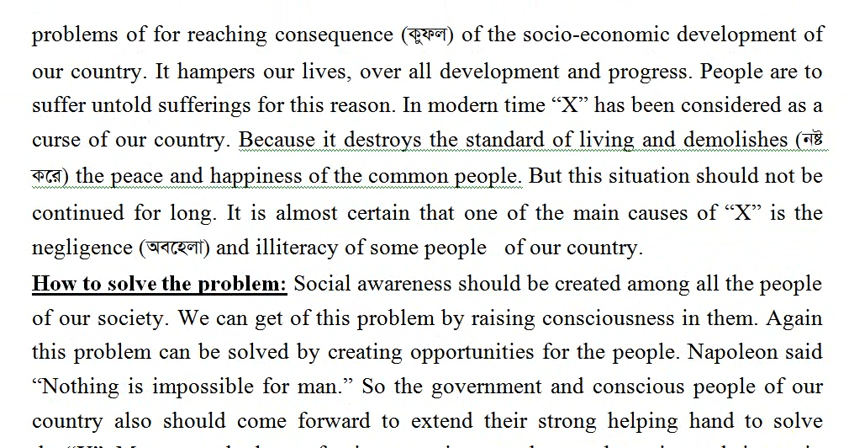 problems of for reaching consequence (কুফল) of the socio-economic development of
our country. It hampers our lives, over all development and progress. People are to
suffer untold sufferings for this reason. In modern time “X” has been considered as a
curse of our country. Because it destroys the standard of living and demolishes (নষ্ট
করে) the peace and happiness of the common people. But this situation should not be
continued for long. It is almost certain that one of the main causes of “X” is the
negligence (অবহেলা) and illiteracy of some people of our country.
How to solve the problem: Social awareness should be created among all the people
of our society. We can get of this problem by raising consciousness in them. Again
this problem can be solved by creating opportunities for the people. Napoleon said
“Nothing is impossible for man.” So the government and conscious people of our
country also should come forward to extend their strong helping hand to solve